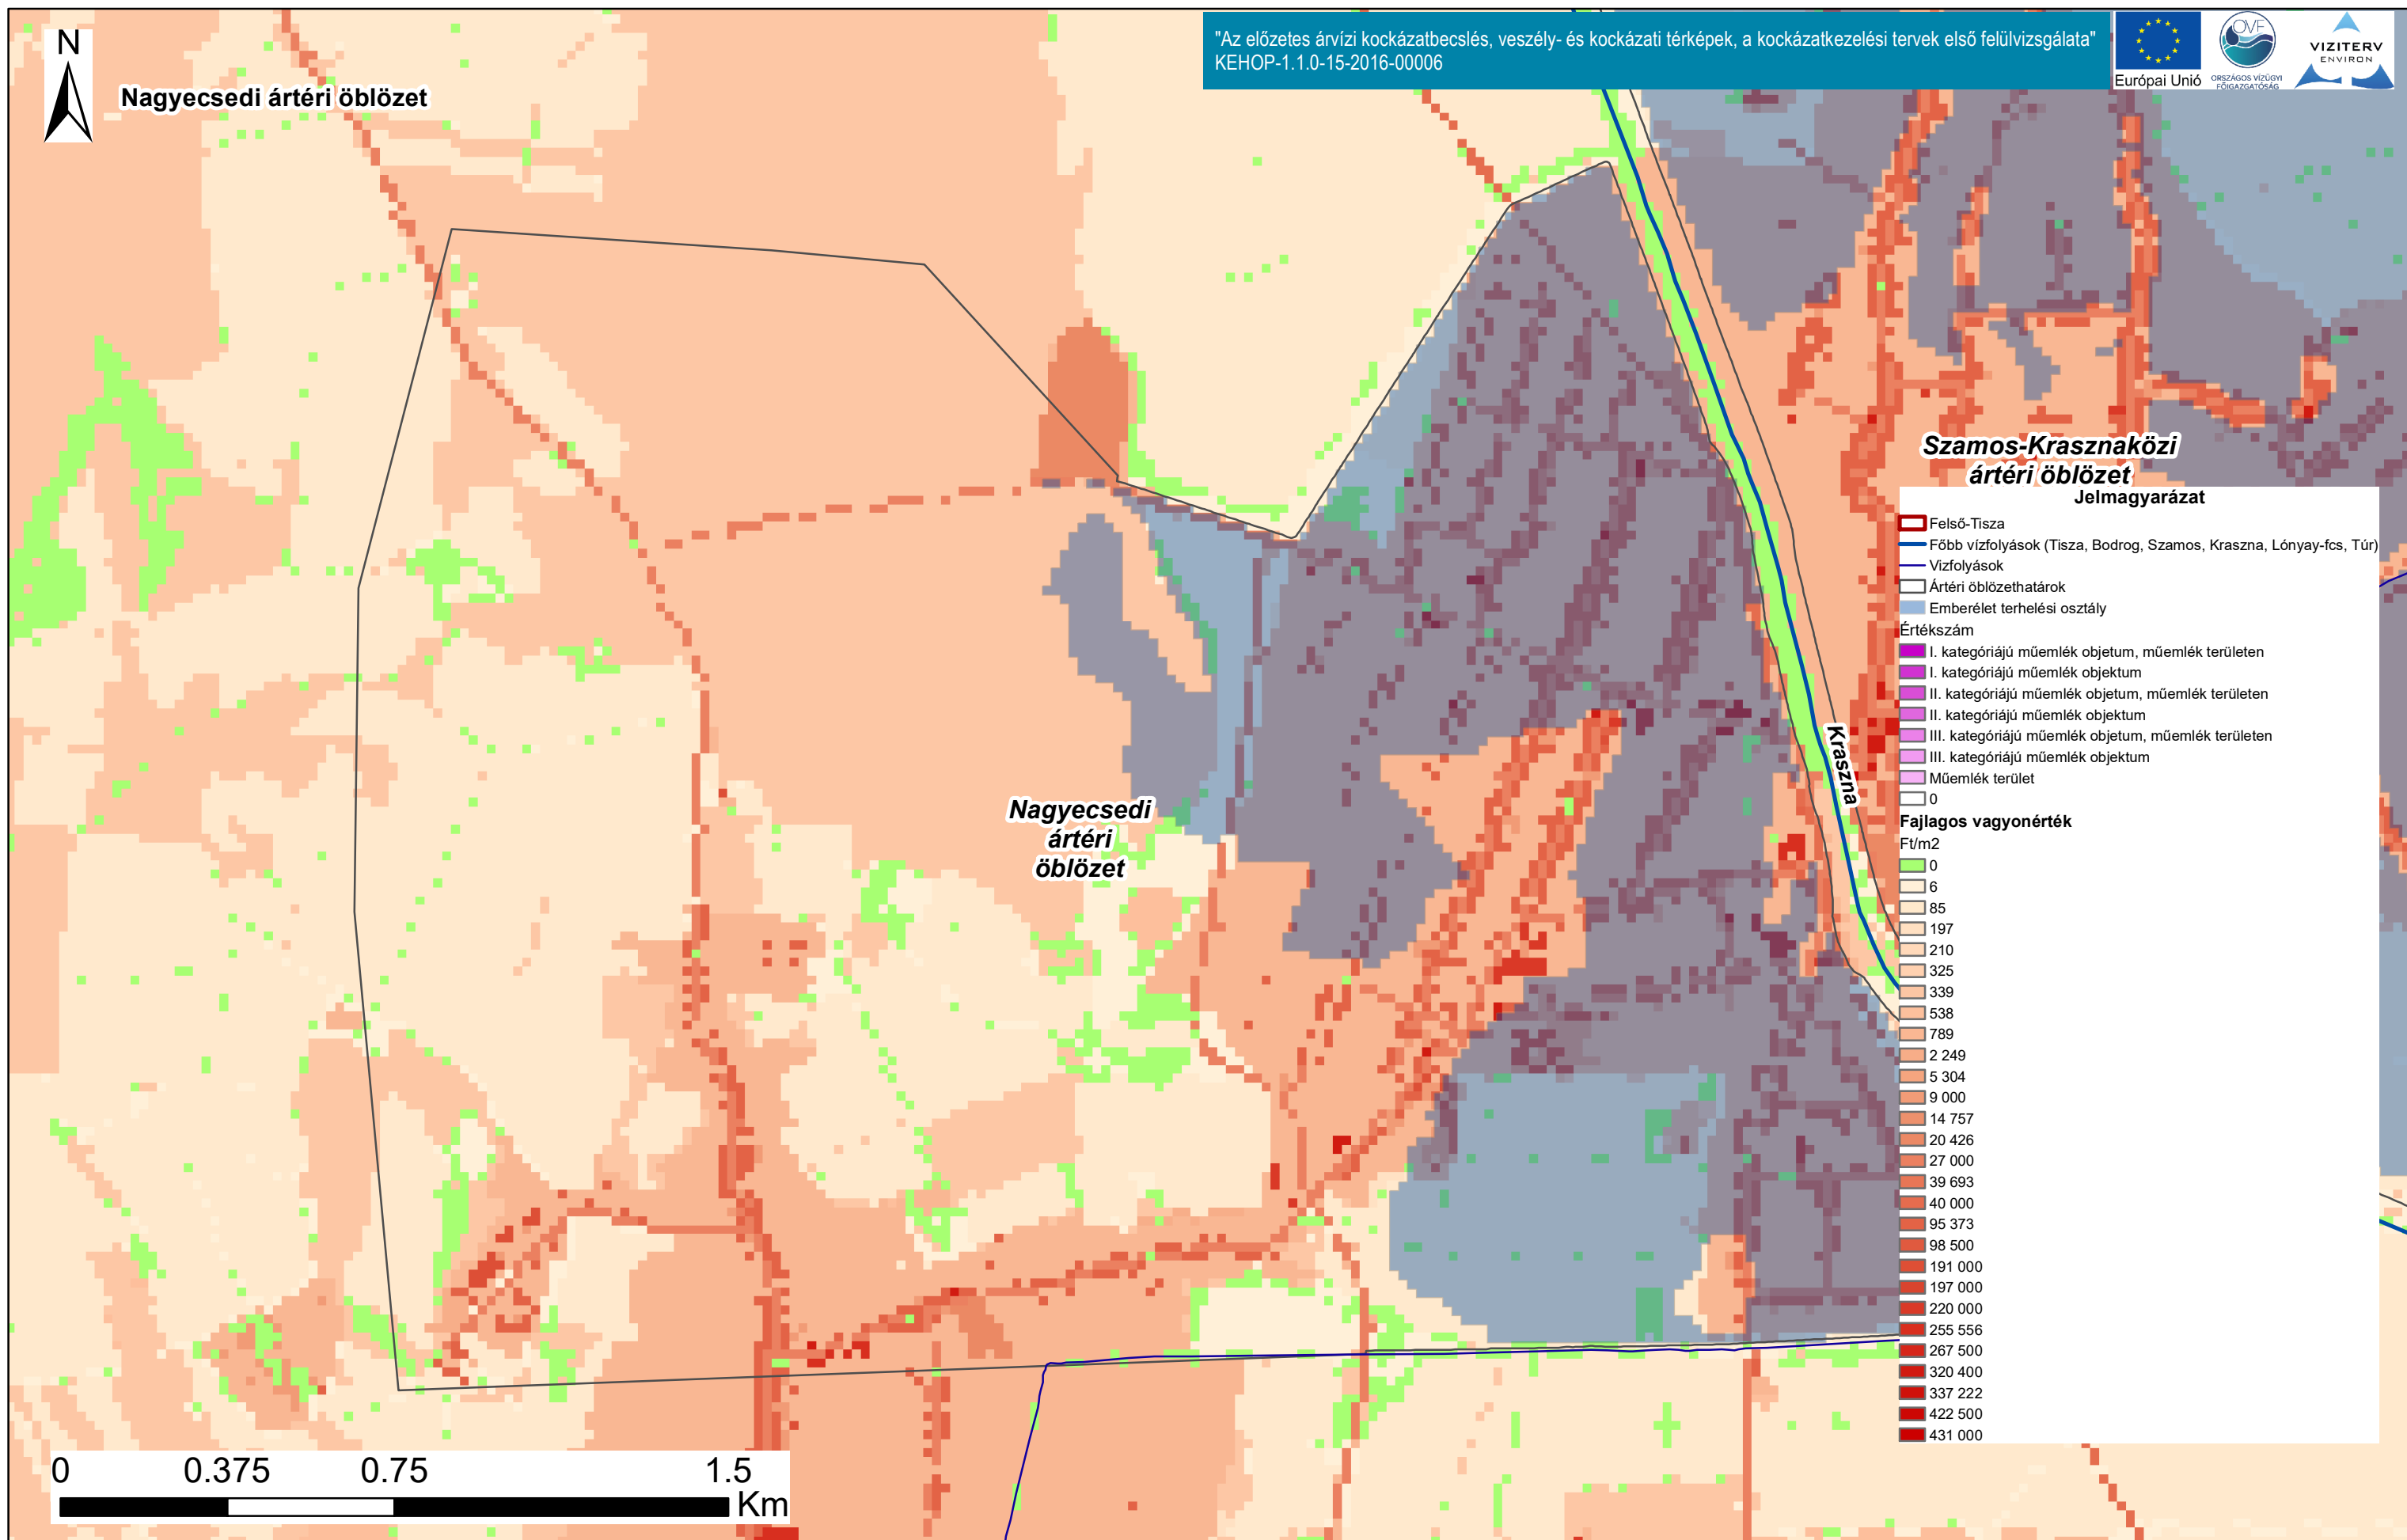 "Az előzetes árvízi kockázatbecslés, veszély- és kockázati térképek, a kockázatkezelési tervek első felülvizsgálata"
KEHOP-1.1.0-15-2016-00006
Európai Unió
OVF
ORSZÁGOS VÍZÜGYI
FŐIGAZGATÓSÁG
VIZITERV
ENVIRON
N
Nagyecsedi ártéri öblözet
Szamos-Krasznaközi
ártéri öblözet
Nagyecsedi
ártéri
öblözet
Kraszna
Jelmagyarázat
Felső-Tisza
Főbb vízfolyások (Tisza, Bodrog, Szamos, Kraszna, Lónyay-fcs, Túr)
Vizfolyások
Ártéri öblözethatárok
Emberélet terhelési osztály
Értékszám
I. kategóriájú műemlék objetum, műemlék területen
I. kategóriájú műemlék objektum
II. kategóriájú műemlék objetum, műemlék területen
II. kategóriájú műemlék objektum
III. kategóriájú műemlék objetum, műemlék területen
III. kategóriájú műemlék objektum
Műemlék terület
0
Fajlagos vagyonérték
Ft/m2
0
6
85
197
210
325
339
538
789
2 249
5 304
9 000
14 757
20 426
27 000
39 693
40 000
95 373
98 500
191 000
197 000
220 000
255 556
267 500
320 400
337 222
422 500
431 000
0 0.375 0.75 1.5
Km